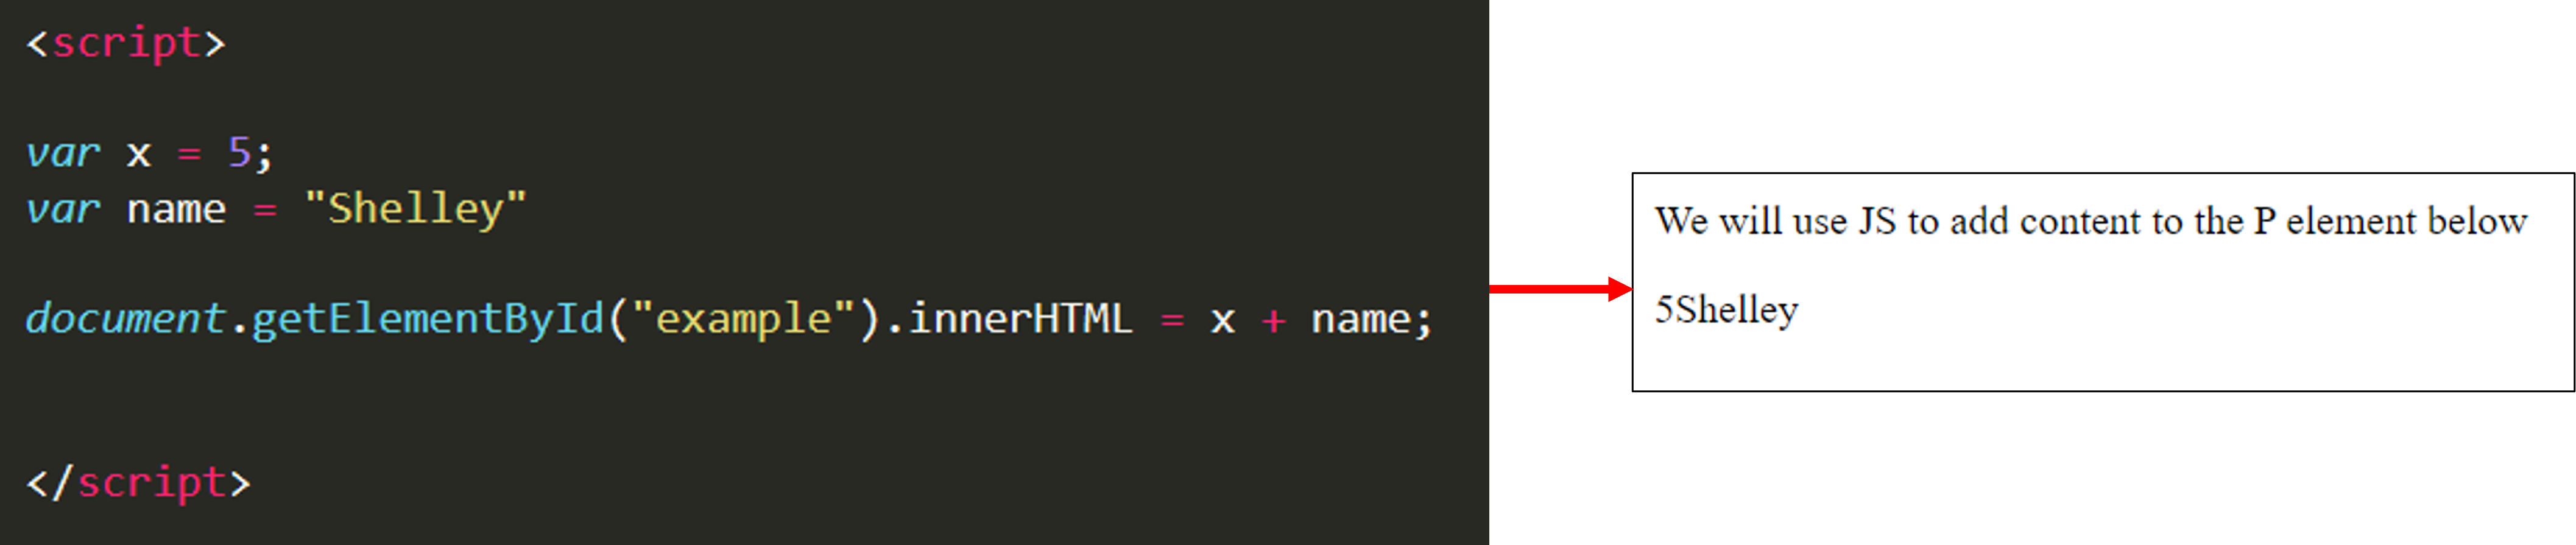 <script>
var x = 5;
var name = "Shelley"
document.getElementById("example").innerHTML = x + name;
</script>
We will use JS to add content to the P element below
5Shelley